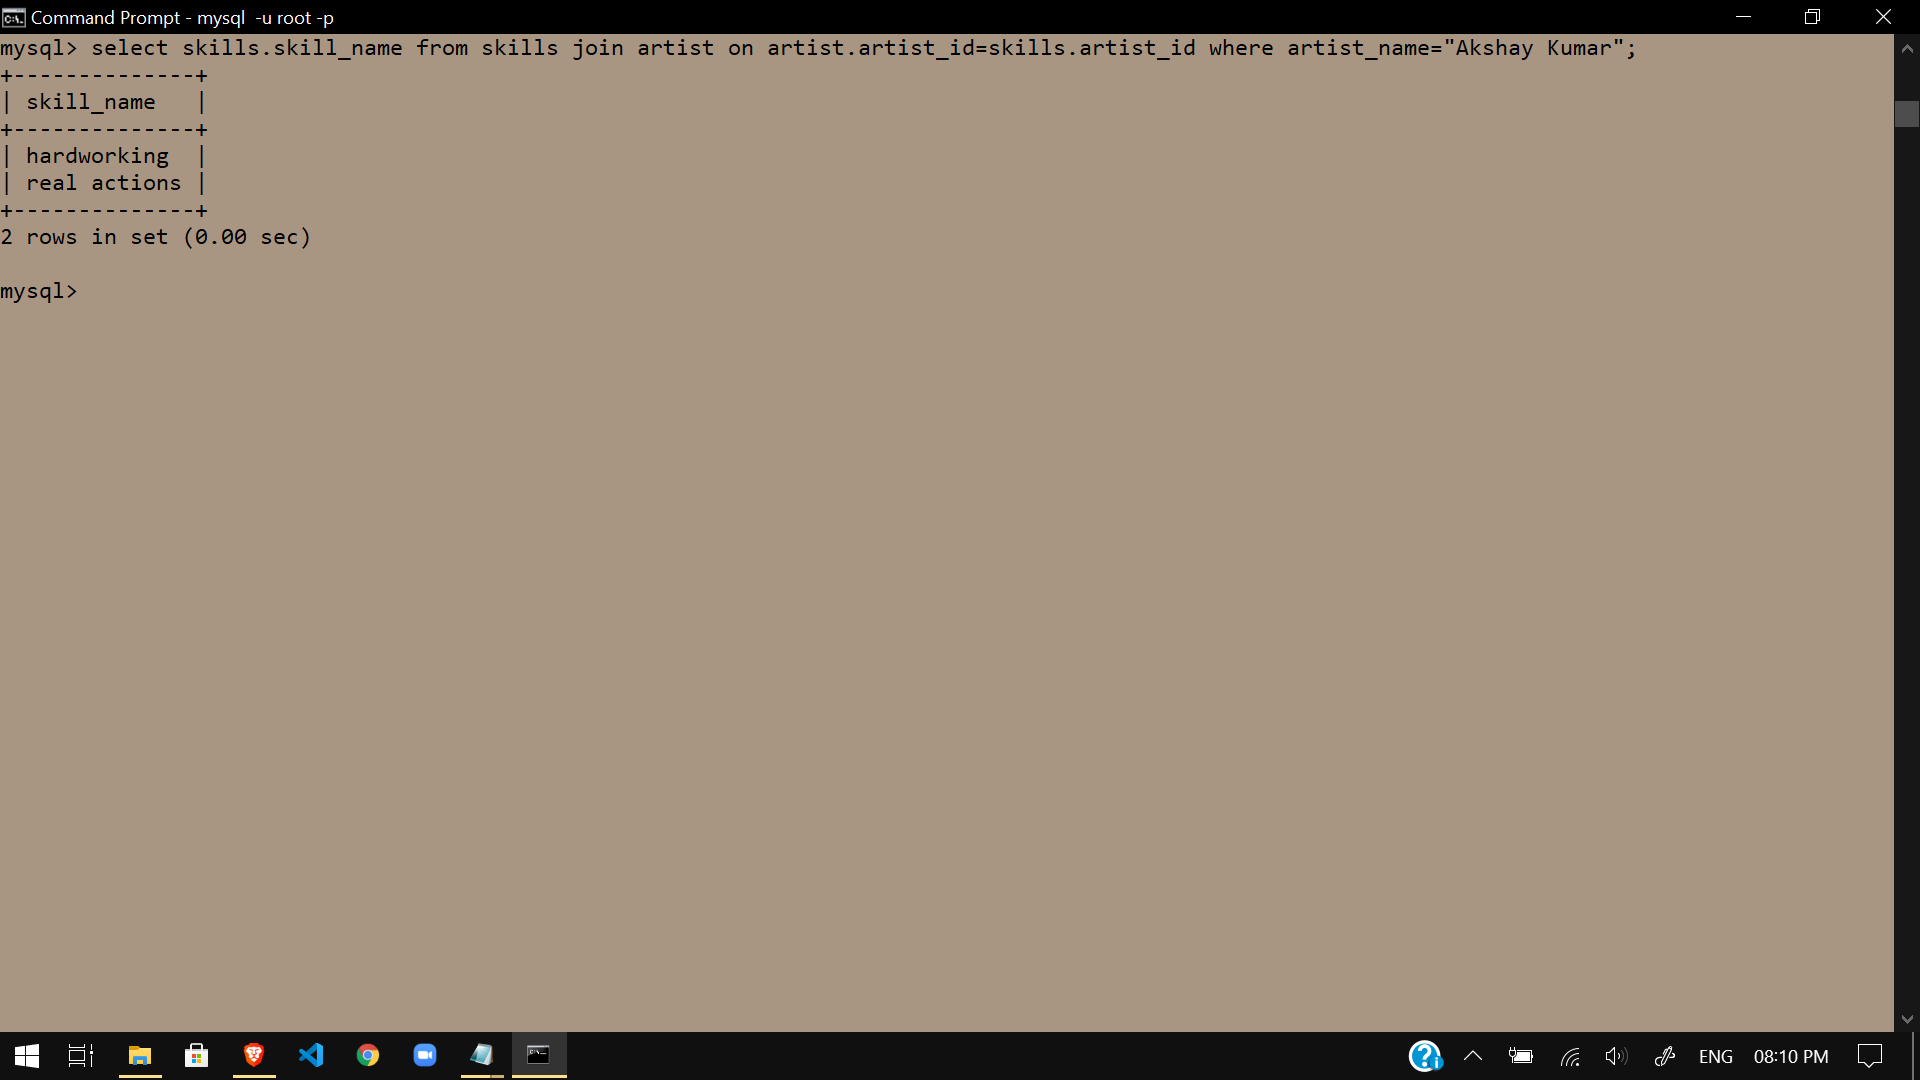 Command Prompt - mysql  -u root -p
mysql> select skills.skill_name from skills join artist on artist.artist_id=skills.artist_id where artist_name="Akshay Kumar";
+--------------+
| skill_name   |
+--------------+
| hardworking  |
| real actions |
+--------------+
2 rows in set (0.00 sec)
mysql>
ENG 08:10 PM